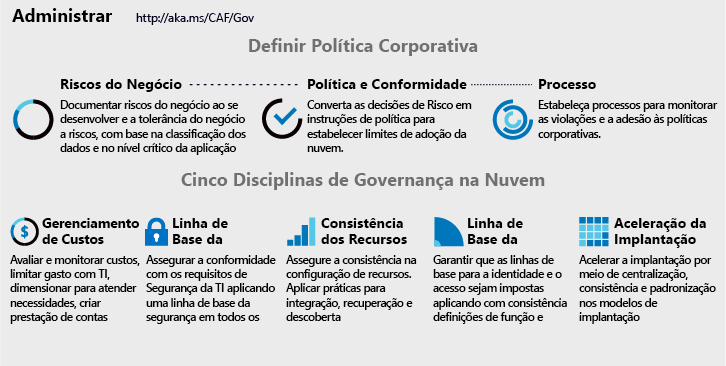 Administrar http://aka.ms/CAF/Gov
Definir Política Corporativa
Riscos do Negócio
Documentar riscos do negócio ao se
desenvolver e a tolerância do negócio
a riscos, com base na classificação dos
dados e no nível crítico da aplicação
Política e Conformidade
Converta as decisões de Risco em
instruções de política para
estabelecer limites de adoção da
nuvem.
Processo
Estabeleça processos para monitorar
as violações e a adesão às políticas
corporativas.
Cinco Disciplinas de Governança na Nuvem
Gerenciamento
de Custos
Avaliar e monitorar custos,
limitar gasto com TI,
dimensionar para atender
necessidades, criar
prestação de contas
Linha de
Base da
Assegurar a conformidade
com os requisitos de
Segurança da TI aplicando
uma linha de base da
segurança em todos os
Consistência
dos Recursos
Assegure a consistência na
configuração de recursos.
Aplicar práticas para
integração, recuperação e
descoberta
Linha de
Base da
Garantir que as linhas de
base para a identidade e o
acesso sejam impostas
aplicando com consistência
definições de função e
Aceleração da
Implantação
Acelerar a implantação por
meio de centralização,
consistência e padronização
nos modelos de
implantação